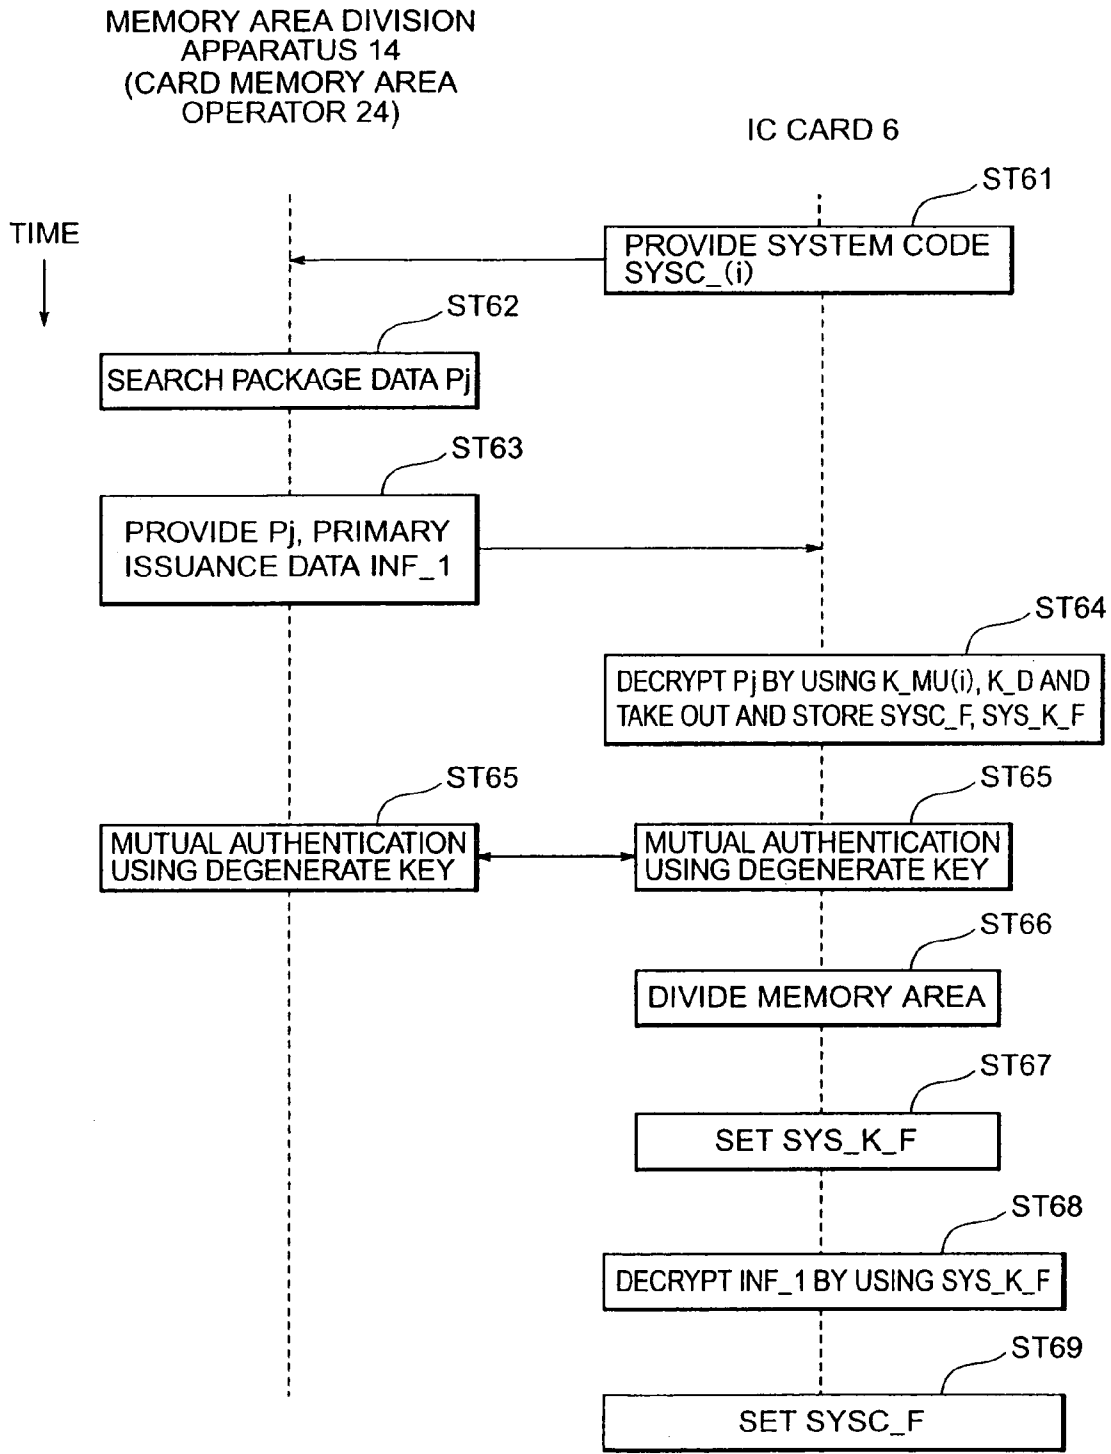 MEMORY AREA DIVISION
APPARATUS 14
(CARD MEMORY AREA
OPERATOR 24)
IC CARD 6
TIME
ST61
PROVIDE SYSTEM CODE
SYSC_(i)
ST62
SEARCH PACKAGE DATA Pj
ST63
PROVIDE Pj, PRIMARY
ISSUANCE DATA INF_1
ST64
DECRYPT Pj BY USING K_MU(i), K_D AND
TAKE OUT AND STORE SYSC_F, SYS_K_F
ST65
MUTUAL AUTHENTICATION
USING DEGENERATE KEY
ST65
MUTUAL AUTHENTICATION
USING DEGENERATE KEY
ST66
DIVIDE MEMORY AREA
ST67
SET SYS_K_F
ST68
DECRYPT INF_1 BY USING SYS_K_F
ST69
SET SYSC_F